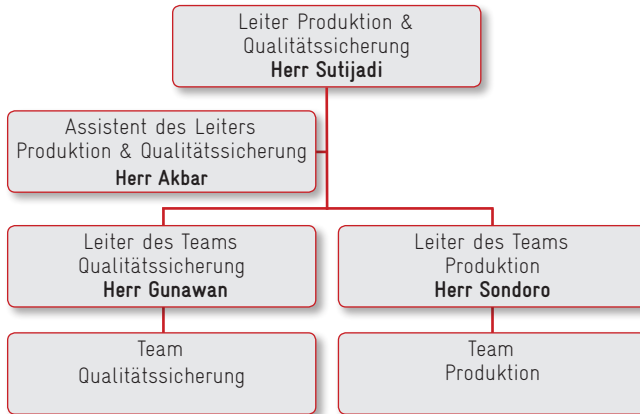 Leiter Produktion &
Qualitätssicherung
Herr Sutijadi
Assistent des Leiters
Produktion & Qualitätssicherung
Herr Akbar
Leiter des Teams
Qualitätssicherung
Herr Gunawan
Leiter des Teams
Produktion
Herr Sondoro
Team
Qualitätssicherung
Team
Produktion